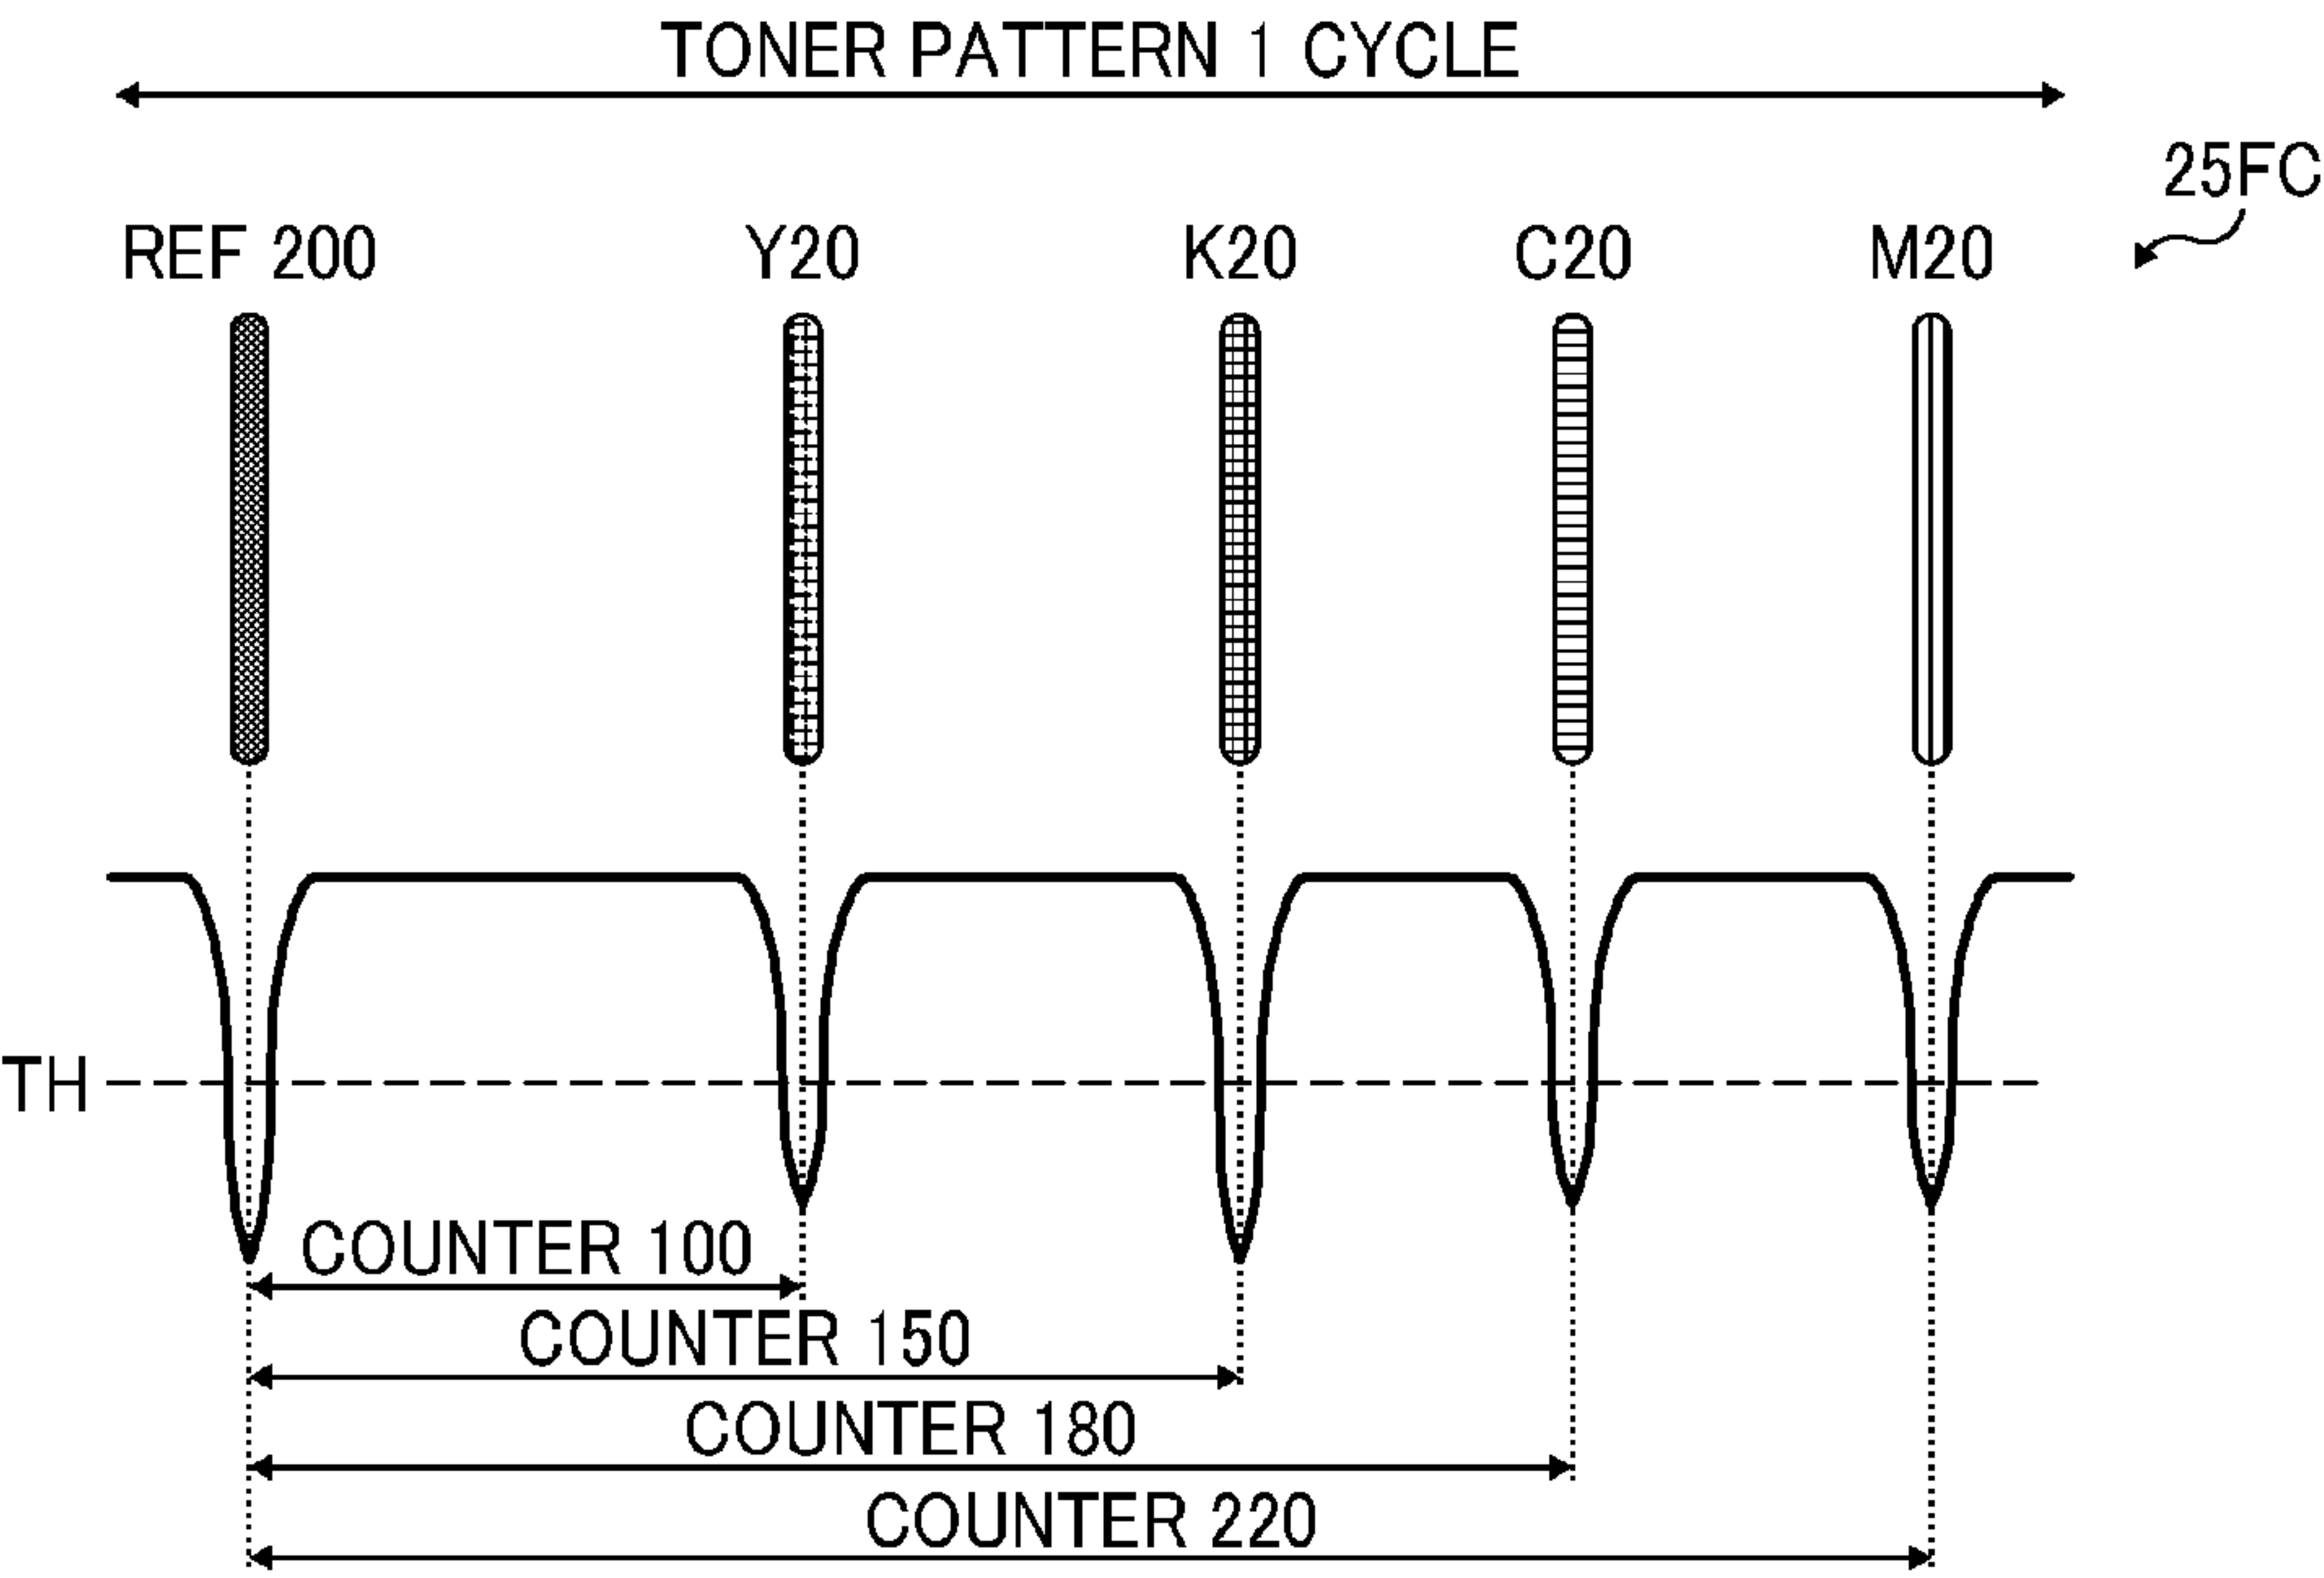 TONER PATTERN 1 CYCLE
25FC
REF 200 Y20 K20 C20 M20
TH
COUNTER 100
COUNTER 150
COUNTER 180
COUNTER 220